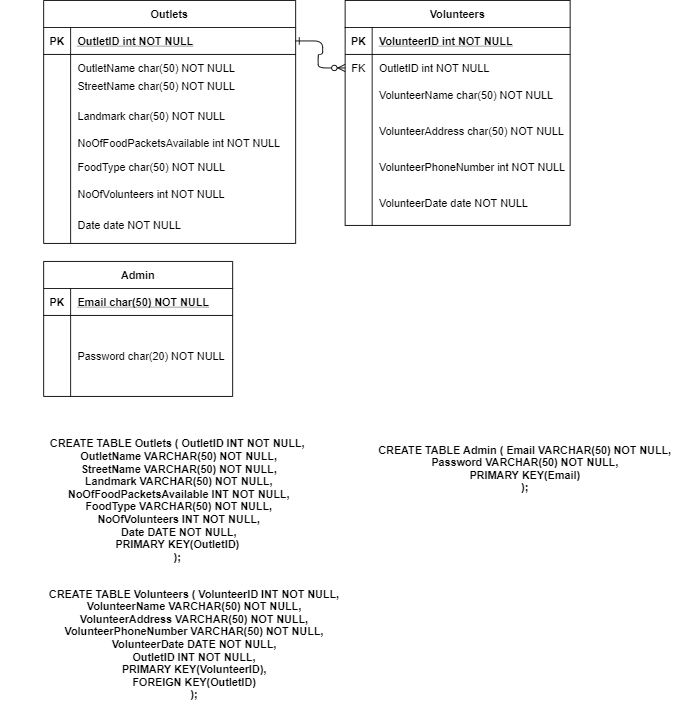 Outlets
PK OutletID int NOT NULL
OutletName char(50) NOT NULL
StreetName char(50) NOT NULL
Landmark char(50) NOT NULL
NoOfFoodPacketsAvailable int NOT NULL
FoodType char(50) NOT NULL
NoOfVolunteers int NOT NULL
Date date NOT NULL
Volunteers
PK VolunteerID int NOT NULL
FK OutletID int NOT NULL
VolunteerName char(50) NOT NULL
VolunteerAddress char(50) NOT NULL
VolunteerPhoneNumber int NOT NULL
VolunteerDate date NOT NULL
Admin
PK Email char(50) NOT NULL
Password char(20) NOT NULL
CREATE TABLE Outlets ( OutletID INT NOT NULL,
OutletName VARCHAR(50) NOT NULL,
StreetName VARCHAR(50) NOT NULL,
Landmark VARCHAR(50) NOT NULL,
NoOfFoodPacketsAvailable INT NOT NULL,
FoodType VARCHAR(50) NOT NULL,
NoOfVolunteers INT NOT NULL,
Date DATE NOT NULL,
PRIMARY KEY(OutletID)
);
CREATE TABLE Admin ( Email VARCHAR(50) NOT NULL,
Password VARCHAR(50) NOT NULL,
PRIMARY KEY(Email)
);
CREATE TABLE Volunteers ( VolunteerID INT NOT NULL,
VolunteerName VARCHAR(50) NOT NULL,
VolunteerAddress VARCHAR(50) NOT NULL,
VolunteerPhoneNumber VARCHAR(50) NOT NULL,
VolunteerDate DATE NOT NULL,
OutletID INT NOT NULL,
PRIMARY KEY(VolunteerID),
FOREIGN KEY(OutletID)
);